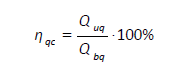 η_qc = Q_uq / Q_bq · 100%